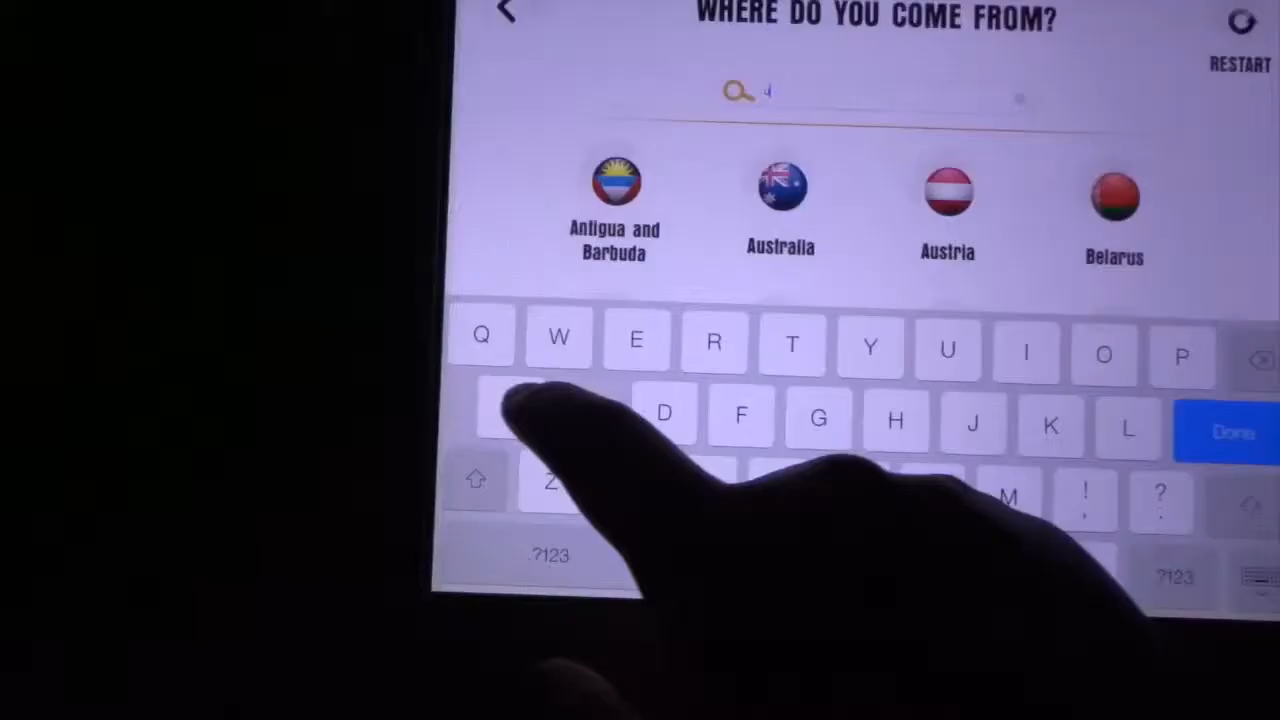 WHERE DO YOU COME FROM?
RESTART
Antigua and
Barbuda
Australia
Austria
Belarus
Q W E R T Y U I O P
D F G H J K L Done
Z M ! , ? .
.?123 ?123